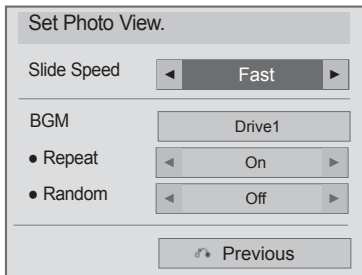 Set Photo View.
Slide Speed ◄ Fast ►
BGM Drive1
• Repeat ◄ On ►
• Random ◄ Off ►
Previous